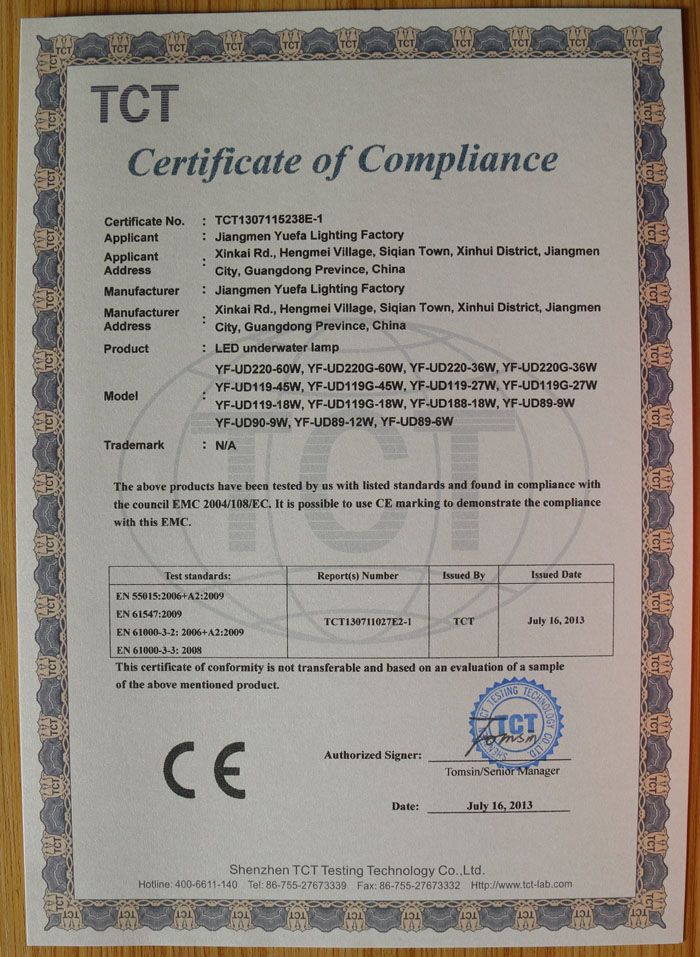 TCT
Certificate of Compliance
Certificate No. : TCT1307115238E-1
Applicant : Jiangmen Yuefa Lighting Factory
Applicant Address : Xinkai Rd., Hengmei Village, Siqian Town, Xinhui District, Jiangmen
City, Guangdong Prevince, China
Manufacturer : Jiangmen Yuefa Lighting Factory
Manufacturer Address : Xinkai Rd., Hengmei Village, Siqian Town, Xinhui District, Jiangmen
City, Guangdong Prevince, China
Product : LED underwater lamp
Model : YF-UD220-60W, YF-UD220G-60W, YF-UD220-36W, YF-UD220G-36W
YF-UD119-45W, YF-UD119G-45W, YF-UD119-27W, YF-UD119G-27W
YF-UD119-18W, YF-UD119G-18W, YF-UD188-18W, YF-UD89-9W
YF-UD90-9W, YF-UD89-12W, YF-UD89-6W
Trademark : N/A
The above products have been tested by us with listed standards and found in compliance with
the council EMC 2004/108/EC. It is possible to use CE marking to demonstrate the compliance
with this EMC.
Test standards: Report(s) Number Issued By Issued Date
EN 55015:2006+A2:2009
EN 61547:2009
EN 61000-3-2: 2006+A2:2009
EN 61000-3-3: 2008
TCT130711027E2-1 TCT July 16, 2013
This certificate of conformity is not transferable and based on an evaluation of a sample
of the above mentioned product.
CE
Authorized Signer: Tomsin
SHENZHEN TCT TESTING TECHNOLOGY CO.,LTD.
TCT
Tomsin/Senior Manager
Date: July 16, 2013
Shenzhen TCT Testing Technology Co.,Ltd.
Hotline: 400-6611-140 Tel: 86-755-27673339 Fax: 86-755-27673332 Http://www.tct-lab.com